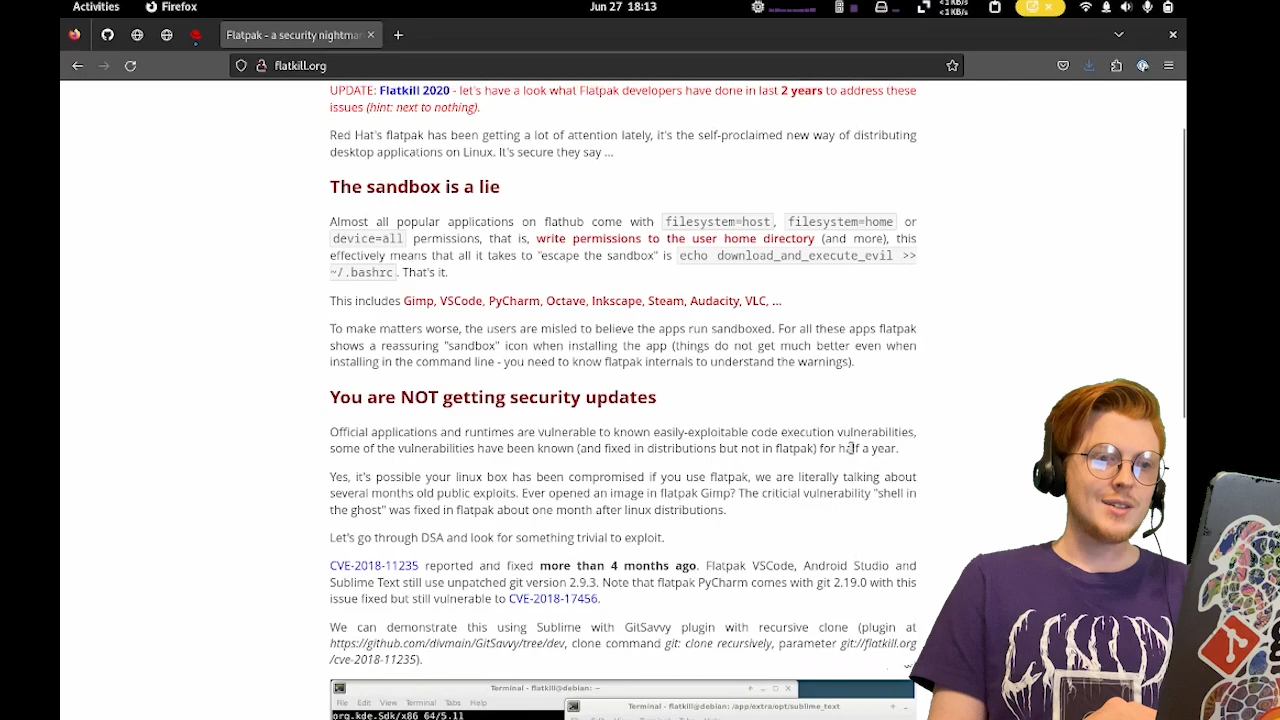 Activities
Firefox
Jun 27 18:13
<1KB/s
<1KB/s
Flatpak - a security nightmar
flatkill.org
UPDATE: Flatkill 2020 - let's have a look what Flatpak developers have done in last 2 years to address these
issues (hint: next to nothing).
Red Hat's flatpak has been getting a lot of attention lately, it's the self-proclaimed new way of distributing
desktop applications on Linux. It's secure they say ...
The sandbox is a lie
Almost all popular applications on flathub come with filesystem=host, filesystem=home or
device=all permissions, that is, write permissions to the user home directory (and more), this
effectively means that all it takes to "escape the sandbox" is echo download_and_execute_evil >>
~/.bashrc. That's it.
This includes Gimp, VSCode, PyCharm, Octave, Inkscape, Steam, Audacity, VLC, ...
To make matters worse, the users are misled to believe the apps run sandboxed. For all these apps flatpak
shows a reassuring "sandbox" icon when installing the app (things do not get much better even when
installing in the command line - you need to know flatpak internals to understand the warnings).
You are NOT getting security updates
Official applications and runtimes are vulnerable to known easily-exploitable code execution vulnerabilities,
some of the vulnerabilities have been known (and fixed in distributions but not in flatpak) for half a year.
Yes, it's possible your linux box has been compromised if you use flatpak, we are literally talking about
several months old public exploits. Ever opened an image in flatpak Gimp? The criticial vulnerability "shell in
the ghost" was fixed in flatpak about one month after linux distributions.
Let's go through DSA and look for something trivial to exploit.
CVE-2018-11235 reported and fixed more than 4 months ago. Flatpak VSCode, Android Studio and
Sublime Text still use unpatched git version 2.9.3. Note that flatpak PyCharm comes with git 2.19.0 with this
issue fixed but still vulnerable to CVE-2018-17456.
We can demonstrate this using Sublime with GitSavvy plugin with recursive clone (plugin at
https://github.com/divmain/GitSavvy/tree/dev, clone command git: clone recursively, parameter git://flatkill.org
/cve-2018-11235).
Terminal - flatkill@debian: ~
File Edit View Terminal Tabs Help
org.kde.Sdk/x86_64/5.11
Terminal - flatkill@debian: /app/extra/opt/sublime_text